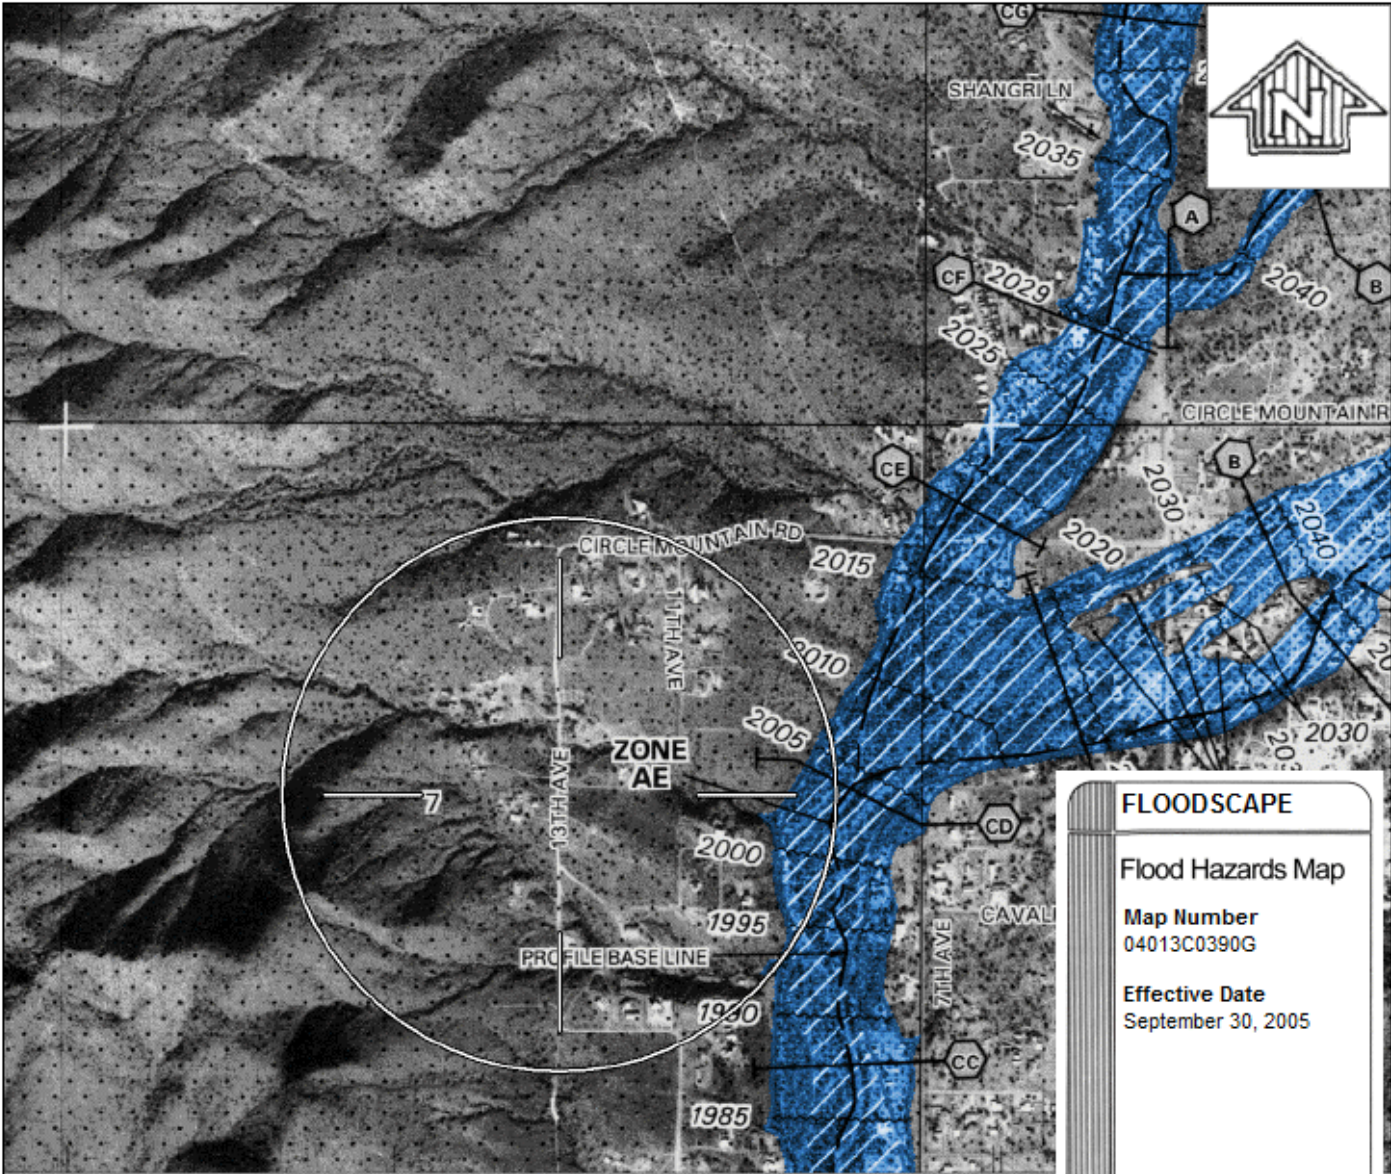 CG
SHANGRI LN
N
2035
A
CF
2029
2040
B
2025
CIRCLE MOUNTAIN R
CE
B
2030
2040
CIRCLE MOUNTAIN RD
2020
2015
11TH AVE
2010
2005
2030
ZONE
AE
13TH AVE
7
CD
2000
1995
CAVAL
7TH AVE
PROFILE BASE LINE
1990
CC
1985
FLOODSCAPE
Flood Hazards Map
Map Number
04013C0390G
Effective Date
September 30, 2005